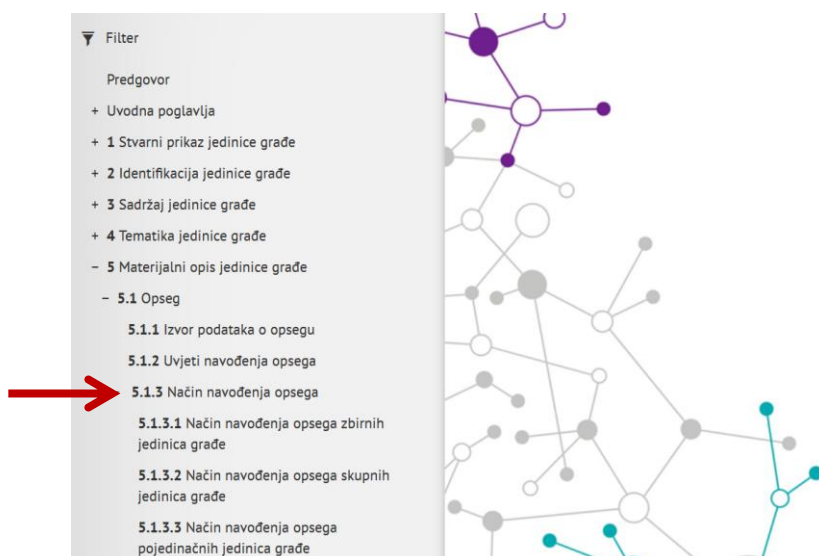 Filter
Predgovor
+ Uvodna poglavlja
+ 1 Stvarni prikaz jedinice građe
+ 2 Identifikacija jedinice građe
+ 3 Sadržaj jedinice građe
+ 4 Tematika jedinice građe
– 5 Materijalni opis jedinice građe
– 5.1 Opseg
5.1.1 Izvor podataka o opsegu
5.1.2 Uvjeti navođenja opsega
5.1.3 Način navođenja opsega
5.1.3.1 Način navođenja opsega zbirnih
jedinica građe
5.1.3.2 Način navođenja opsega skupnih
jedinica građe
5.1.3.3 Način navođenja opsega
pojedinačnih jedinica građe